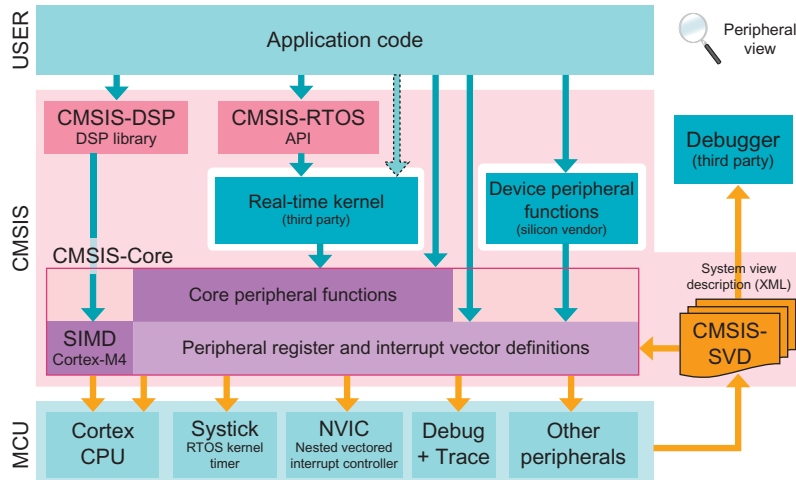 USER
Application code
Peripheral
view
CMSIS
CMSIS-DSP
DSP library
CMSIS-RTOS
API
Debugger
(third party)
Real-time kernel
(third party)
Device peripheral
functions
(silicon vendor)
CMSIS-Core
System view
description (XML)
Core peripheral functions
CMSIS-
SVD
SIMD
Cortex-M4
Peripheral register and interrupt vector definitions
MCU
Cortex
CPU
Systick
RTOS kernel
timer
NVIC
Nested vectored
interrupt controller
Debug
+ Trace
Other
peripherals